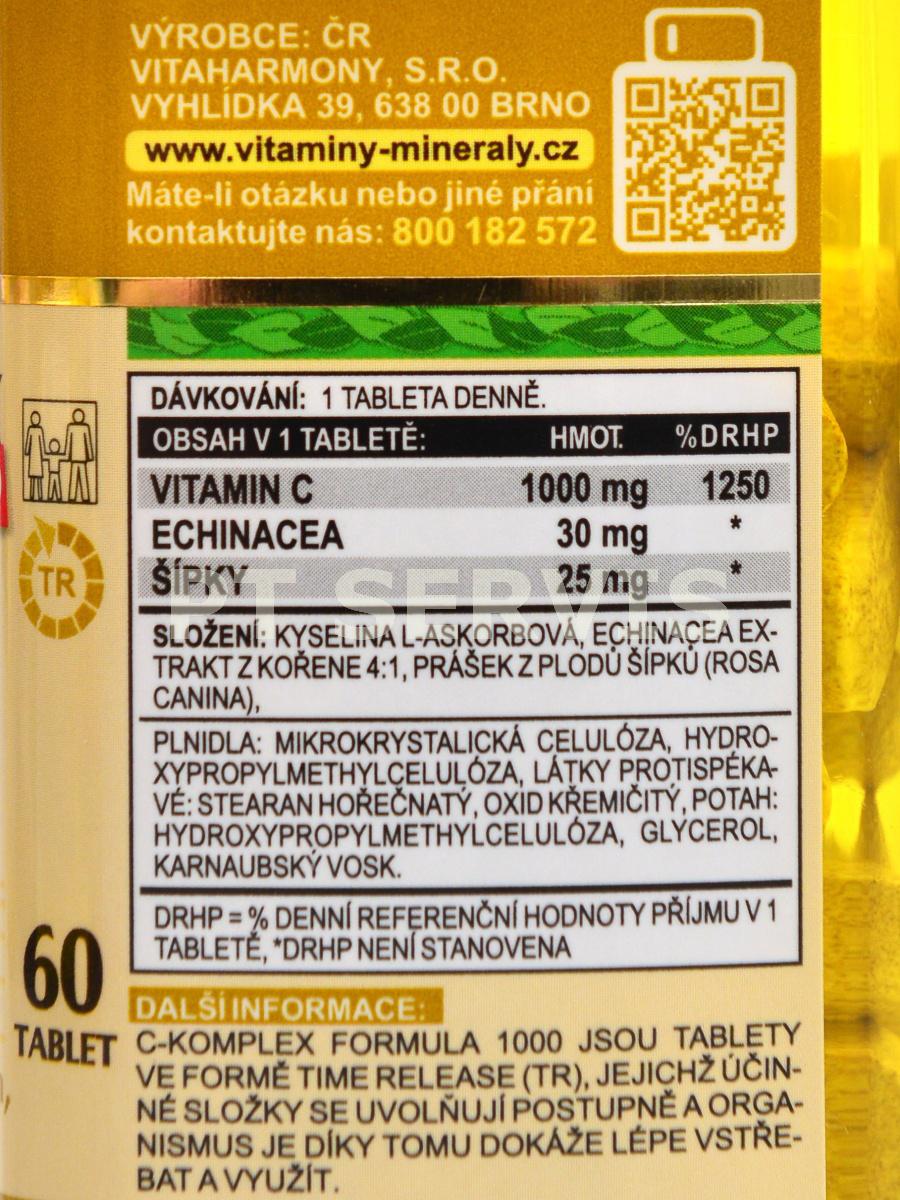 VÝROBCE: ČR
VITAHARMONY, S.R.O.
VYHLÍDKA 39, 638 00 BRNO
www.vitaminy-mineraly.cz
Máte-li otázku nebo jiné přání
kontaktujte nás: 800 182 572
DÁVKOVÁNÍ: 1 TABLETA DENNĚ.
OBSAH V 1 TABLETĚ: HMOT. %DRHP
VITAMIN C 1000 mg 1250
ECHINACEA 30 mg *
ŠÍPKY 25 mg *
PT SERVIS
SLOŽENÍ: KYSELINA L-ASKORBOVÁ, ECHINACEA EX-
TRAKT Z KOŘENE 4:1, PRÁŠEK Z PLODŮ ŠÍPKŮ (ROSA
CANINA),
PLNIDLA: MIKROKRYSTALICKÁ CELULÓZA, HYDRO-
XYPROPYLMETHYLCELULÓZA, LÁTKY PROTISPÉKA-
VÉ: STEARAN HOŘEČNATÝ, OXID KŘEMIČITÝ, POTAH:
HYDROXYPROPYLMETHYLCELULÓZA, GLYCEROL,
KARNAUBSKÝ VOSK.
DRHP = % DENNÍ REFERENČNÍ HODNOTY PŘÍJMU V 1
TABLETĚ, *DRHP NENÍ STANOVENA
TR
60
TABLET
DALŠÍ INFORMACE:
C-KOMPLEX FORMULA 1000 JSOU TABLETY
VE FORMĚ TIME RELEASE (TR), JEJICHŽ ÚČIN-
NÉ SLOŽKY SE UVOLŇUJÍ POSTUPNĚ A ORGA-
NISMUS JE DÍKY TOMU DOKÁŽE LÉPE VSTŘE-
BAT A VYUŽÍT.